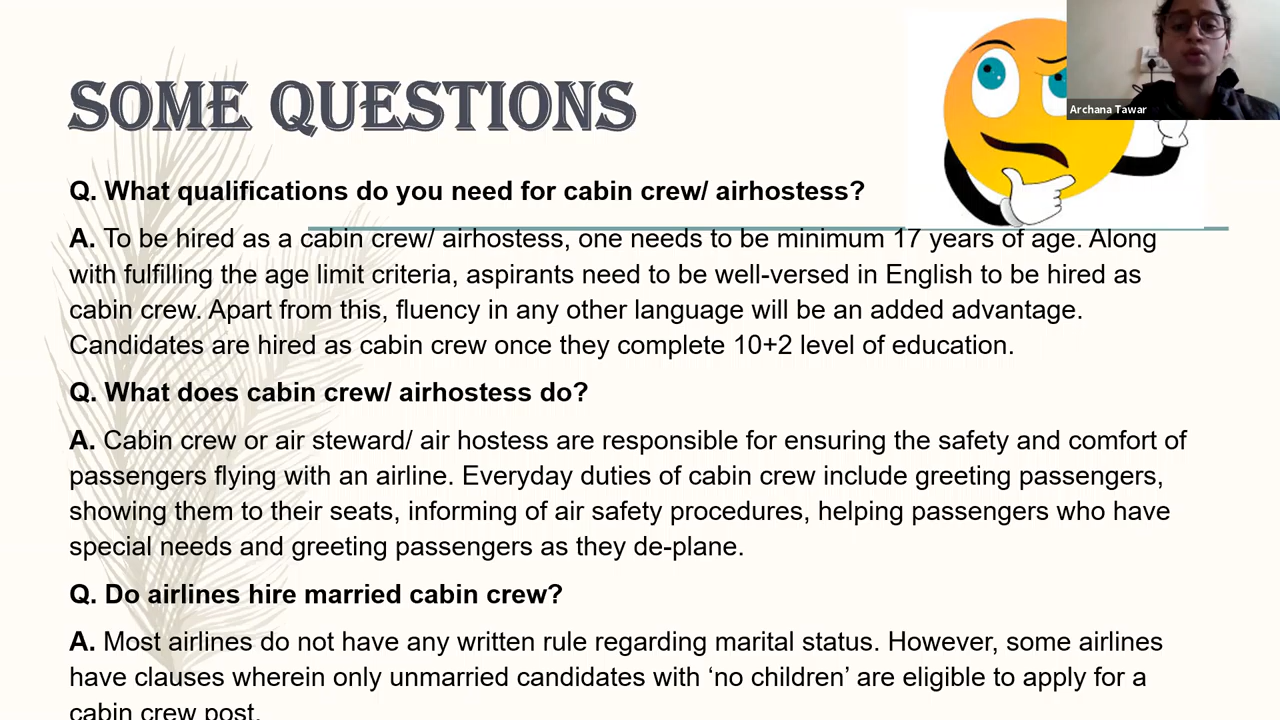 SOME QUESTIONS
Archana Tawar
Q. What qualifications do you need for cabin crew/ airhostess?
A. To be hired as a cabin crew/ airhostess, one needs to be minimum 17 years of age. Along
with fulfilling the age limit criteria, aspirants need to be well-versed in English to be hired as
cabin crew. Apart from this, fluency in any other language will be an added advantage.
Candidates are hired as cabin crew once they complete 10+2 level of education.
Q. What does cabin crew/ airhostess do?
A. Cabin crew or air steward/ air hostess are responsible for ensuring the safety and comfort of
passengers flying with an airline. Everyday duties of cabin crew include greeting passengers,
showing them to their seats, informing of air safety procedures, helping passengers who have
special needs and greeting passengers as they de-plane.
Q. Do airlines hire married cabin crew?
A. Most airlines do not have any written rule regarding marital status. However, some airlines
have clauses wherein only unmarried candidates with ‘no children’ are eligible to apply for a
cabin crew post.